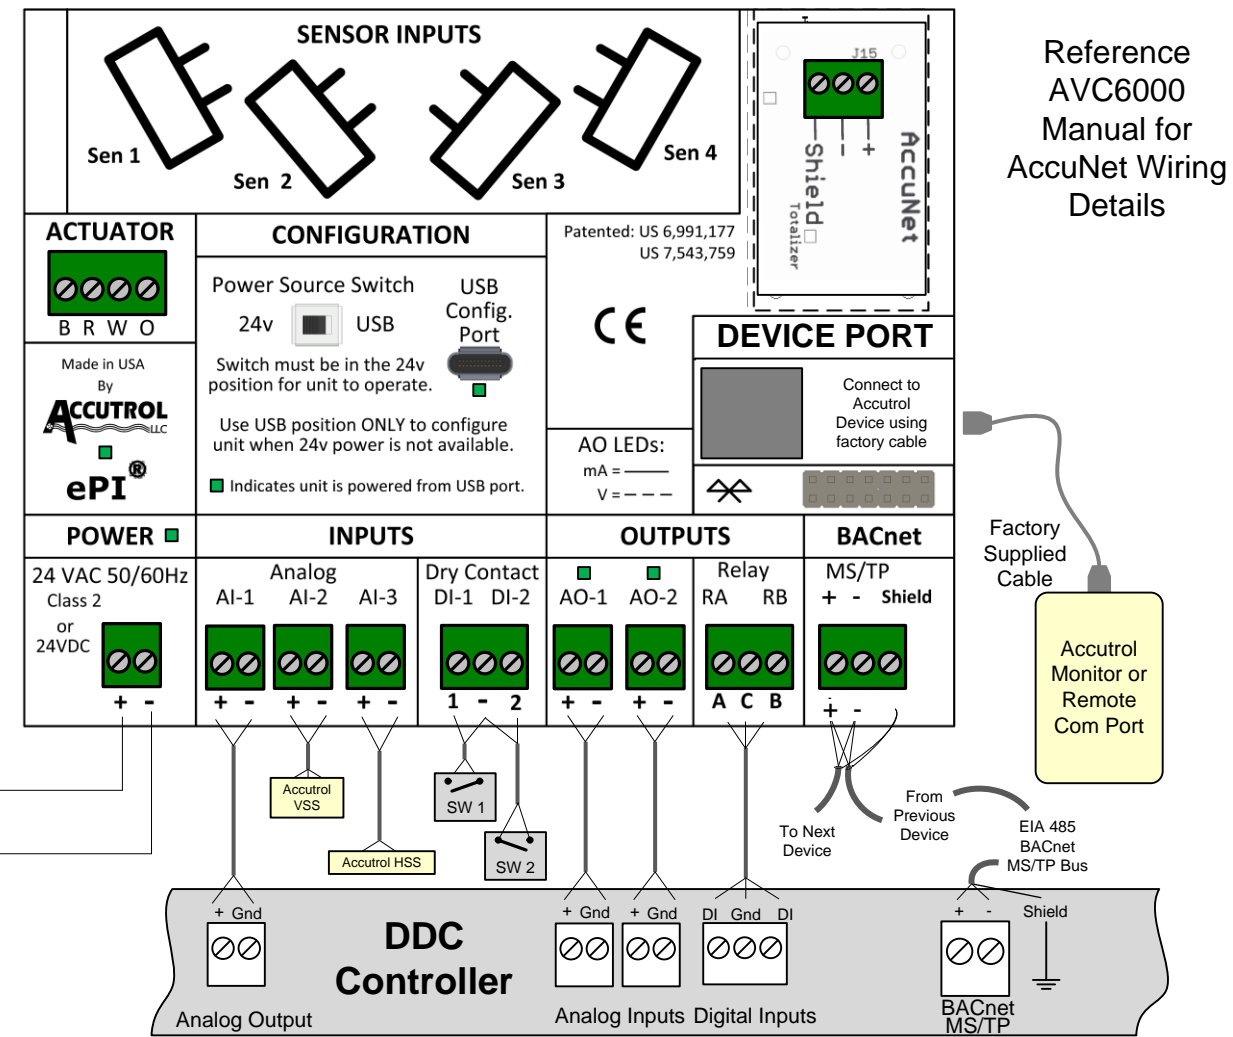 SENSOR INPUTS
Sen 1
Sen 2
Sen 3
Sen 4
J15
Shield
-
+
AccuNet
Totalizer
Reference
AVC6000
Manual for
AccuNet Wiring
Details
ACTUATOR
B R W O
Made in USA
By
ACCUTROL
LLC
ePI®
CONFIGURATION
Power Source Switch
24v
USB
USB
Config.
Port
Switch must be in the 24v
position for unit to operate.
Use USB position ONLY to configure
unit when 24v power is not available.
Indicates unit is powered from USB port.
Patented: US 6,991,177
US 7,543,759
CE
AO LEDs:
mA =
V =
DEVICE PORT
Connect to
Accutrol
Device using
factory cable
Factory
Supplied
Cable
Accutrol
Monitor or
Remote
Com Port
POWER
24 VAC 50/60Hz
Class 2
or
24VDC
+ -
INPUTS
Analog
AI-1 AI-2 AI-3
+ - + - + -
Dry Contact
DI-1 DI-2
1 - 2
OUTPUTS
AO-1 AO-2
+ - + -
Relay
RA RB
A C B
BACnet
MS/TP
+ - Shield
+ -
Accutrol
VSS
Accutrol HSS
SW 1
SW 2
To Next
Device
From
Previous
Device
EIA 485
BACnet
MS/TP Bus
+ Gnd
Analog Output
DDC
Controller
+ Gnd + Gnd
Analog Inputs
DI Gnd DI
Digital Inputs
+ - Shield
BACnet
MS/TP